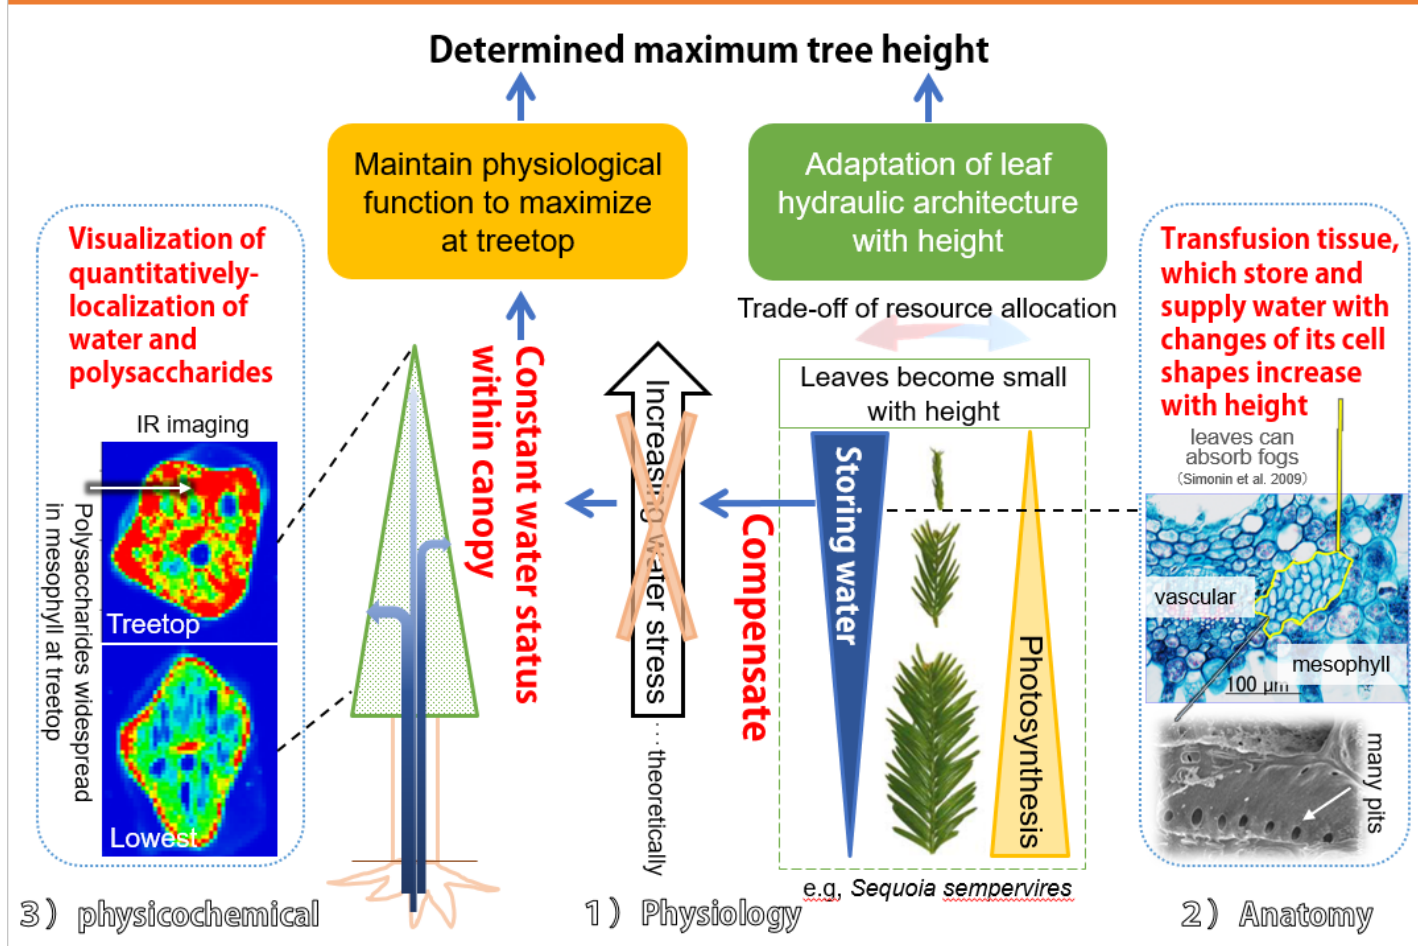 Determined maximum tree height
Maintain physiological
function to maximize
at treetop
Adaptation of leaf
hydraulic architecture
with height
Visualization of
quantitatively-
localization of
water and
polysaccharides
IR imaging
Polysaccharides widespread
in mesophyll at treetop
Treetop
Lowest
Constant water status
within canopy
Increasing water stress
…theoretically
Compensate
Trade-off of resource allocation
Leaves become small
with height
Storing water
Photosynthesis
e.g, Sequoia sempervires
Transfusion tissue,
which store and
supply water with
changes of its cell
shapes increase
with height
leaves can
absorb fogs
(Simonin et al. 2009)
vascular
mesophyll
100 μm
many pits
3）physicochemical
1）Physiology
2）Anatomy